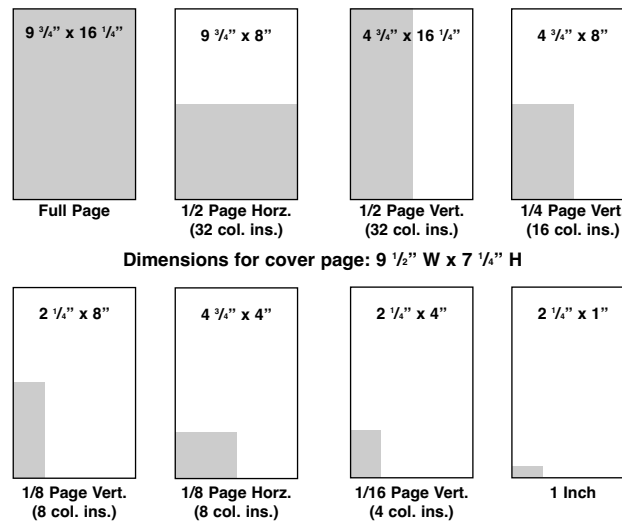 9 ¾” x 16 ¼”
9 ¾” x 8”
4 ¾” x 16 ¼”
4 ¾” x 8”
Full Page
1/2 Page Horz.
(32 col. ins.)
1/2 Page Vert.
(32 col. ins.)
1/4 Page Vert
(16 col. ins.)
Dimensions for cover page: 9 ½” W x 7 ¼” H
2 ¼” x 8”
4 ¾” x 4”
2 ¼” x 4”
2 ¼” x 1”
1/8 Page Vert.
(8 col. ins.)
1/8 Page Horz.
(8 col. ins.)
1/16 Page Vert.
(4 col. ins.)
1 Inch